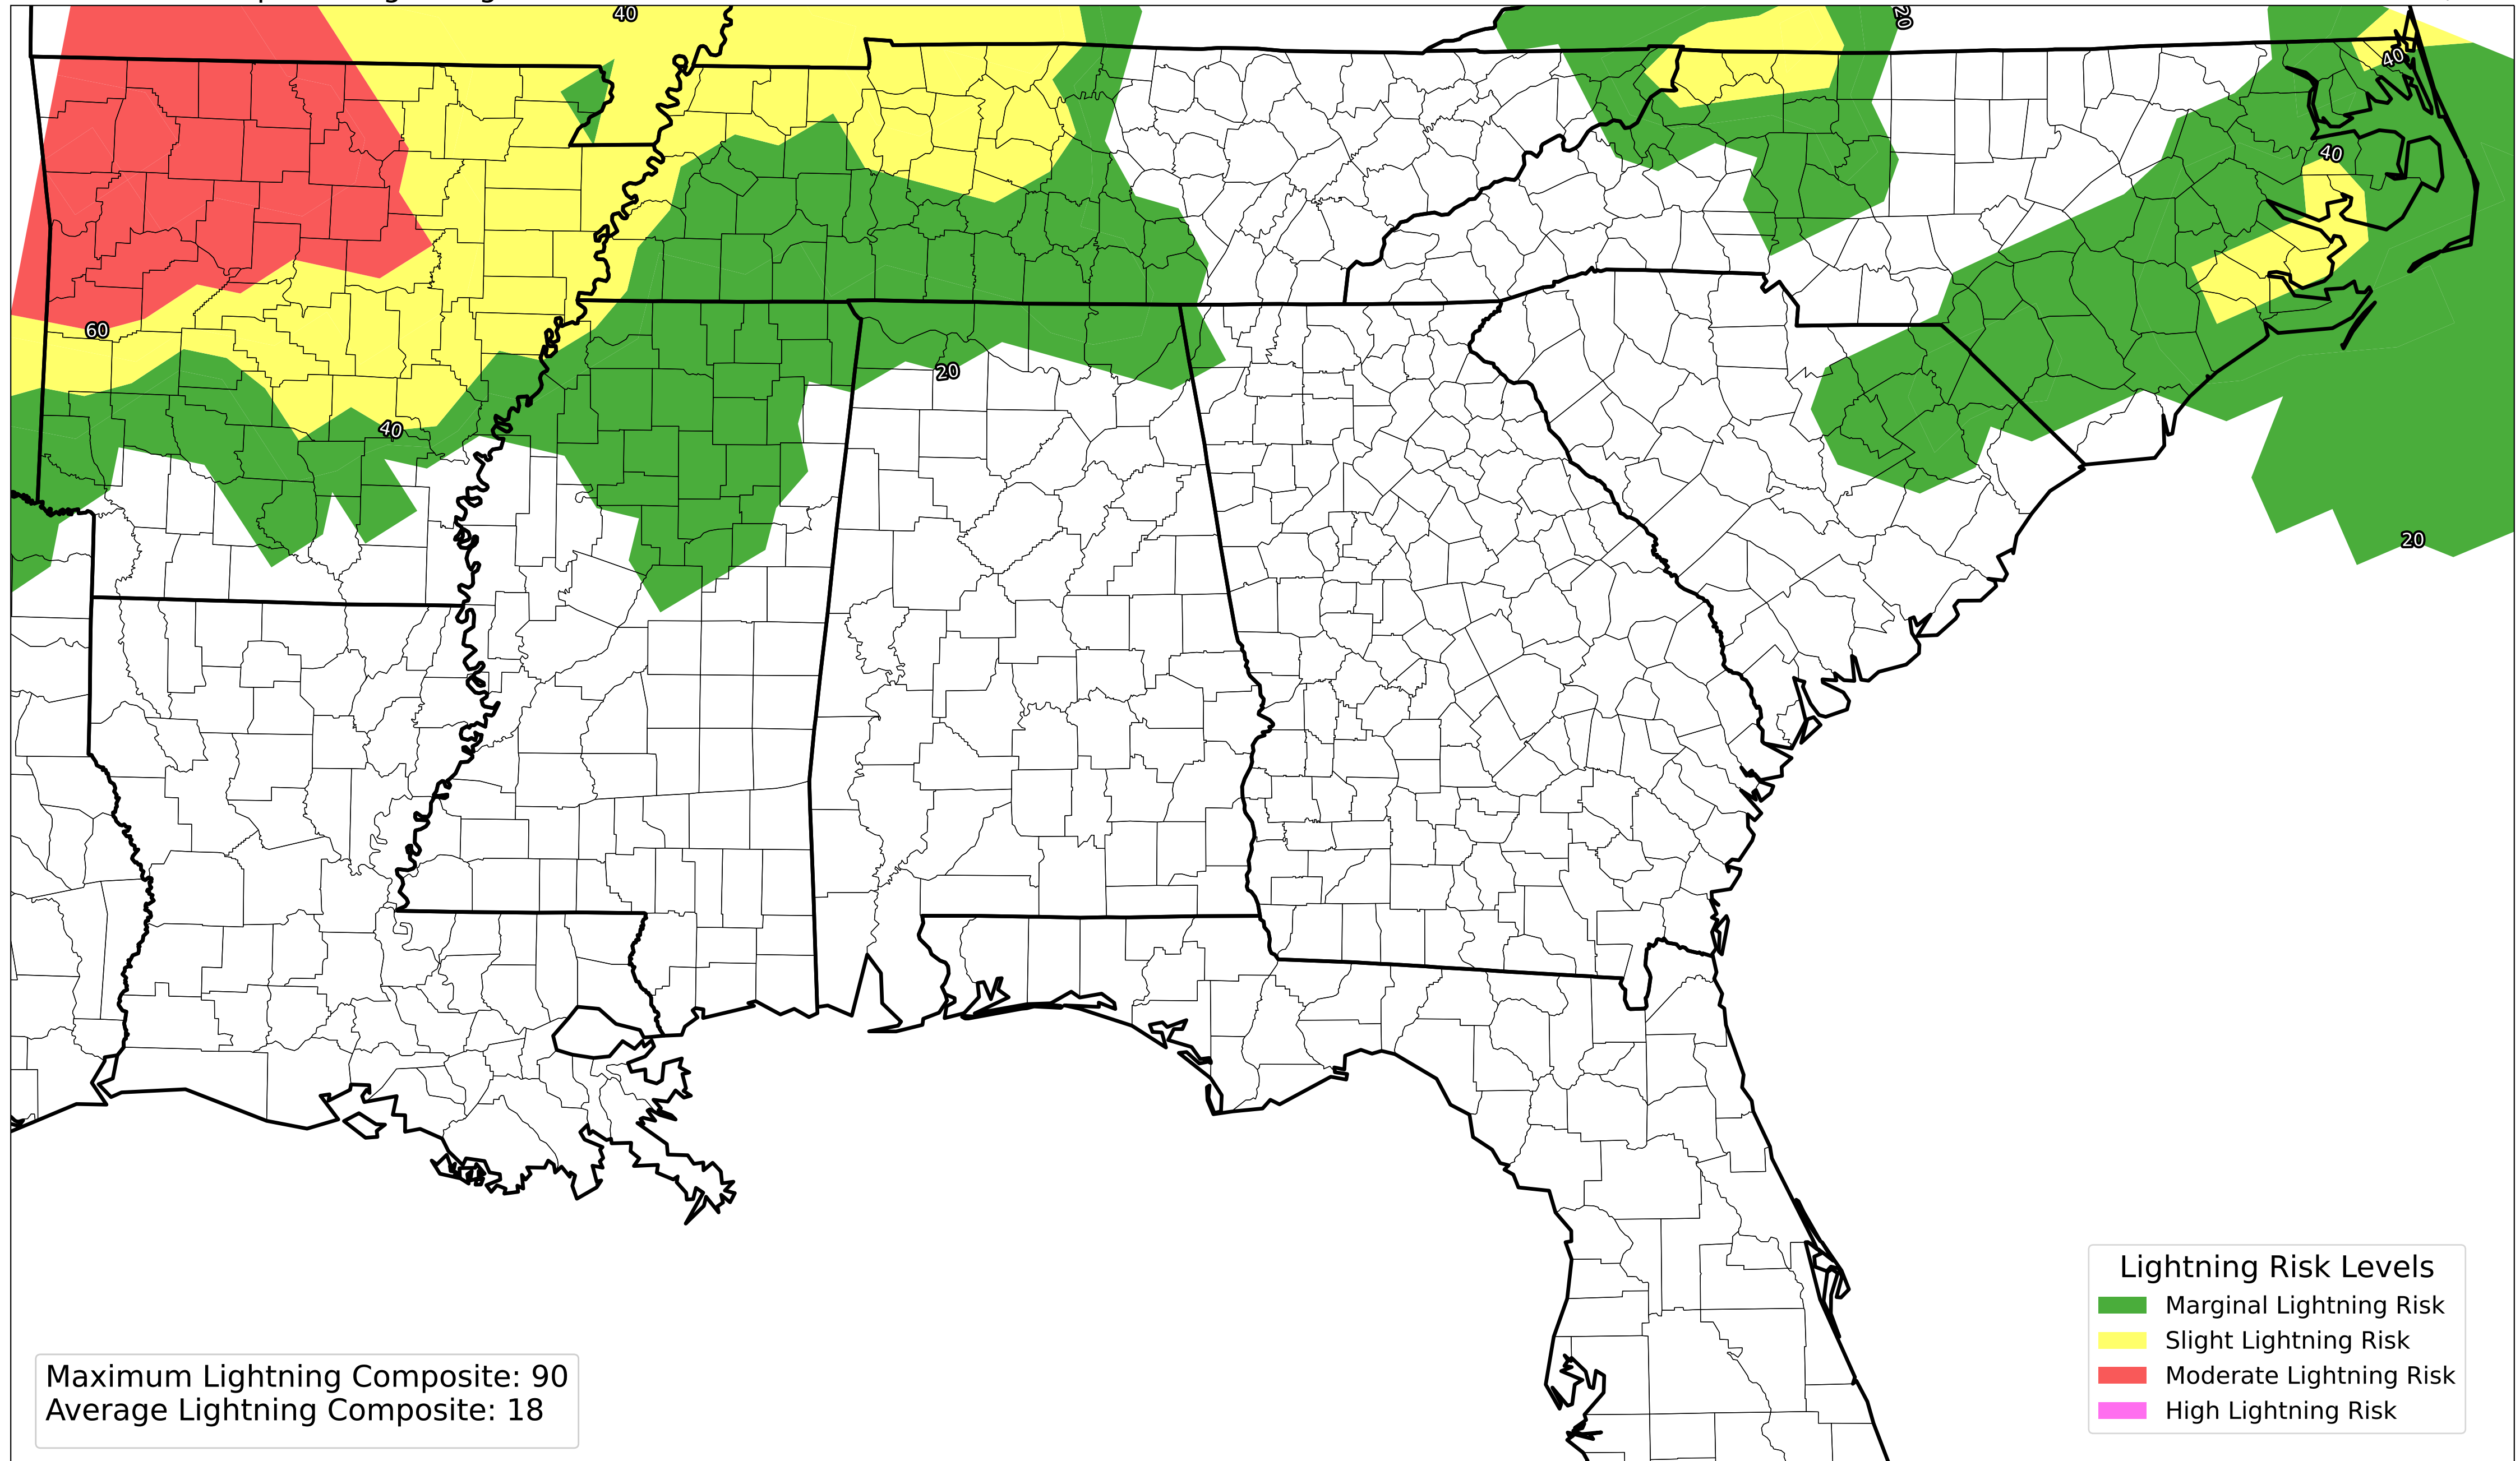 40
20
40
40
60
20
40
20
Lightning Risk Levels
Marginal Lightning Risk
Slight Lightning Risk
Moderate Lightning Risk
High Lightning Risk
Maximum Lightning Composite: 90
Average Lightning Composite: 18